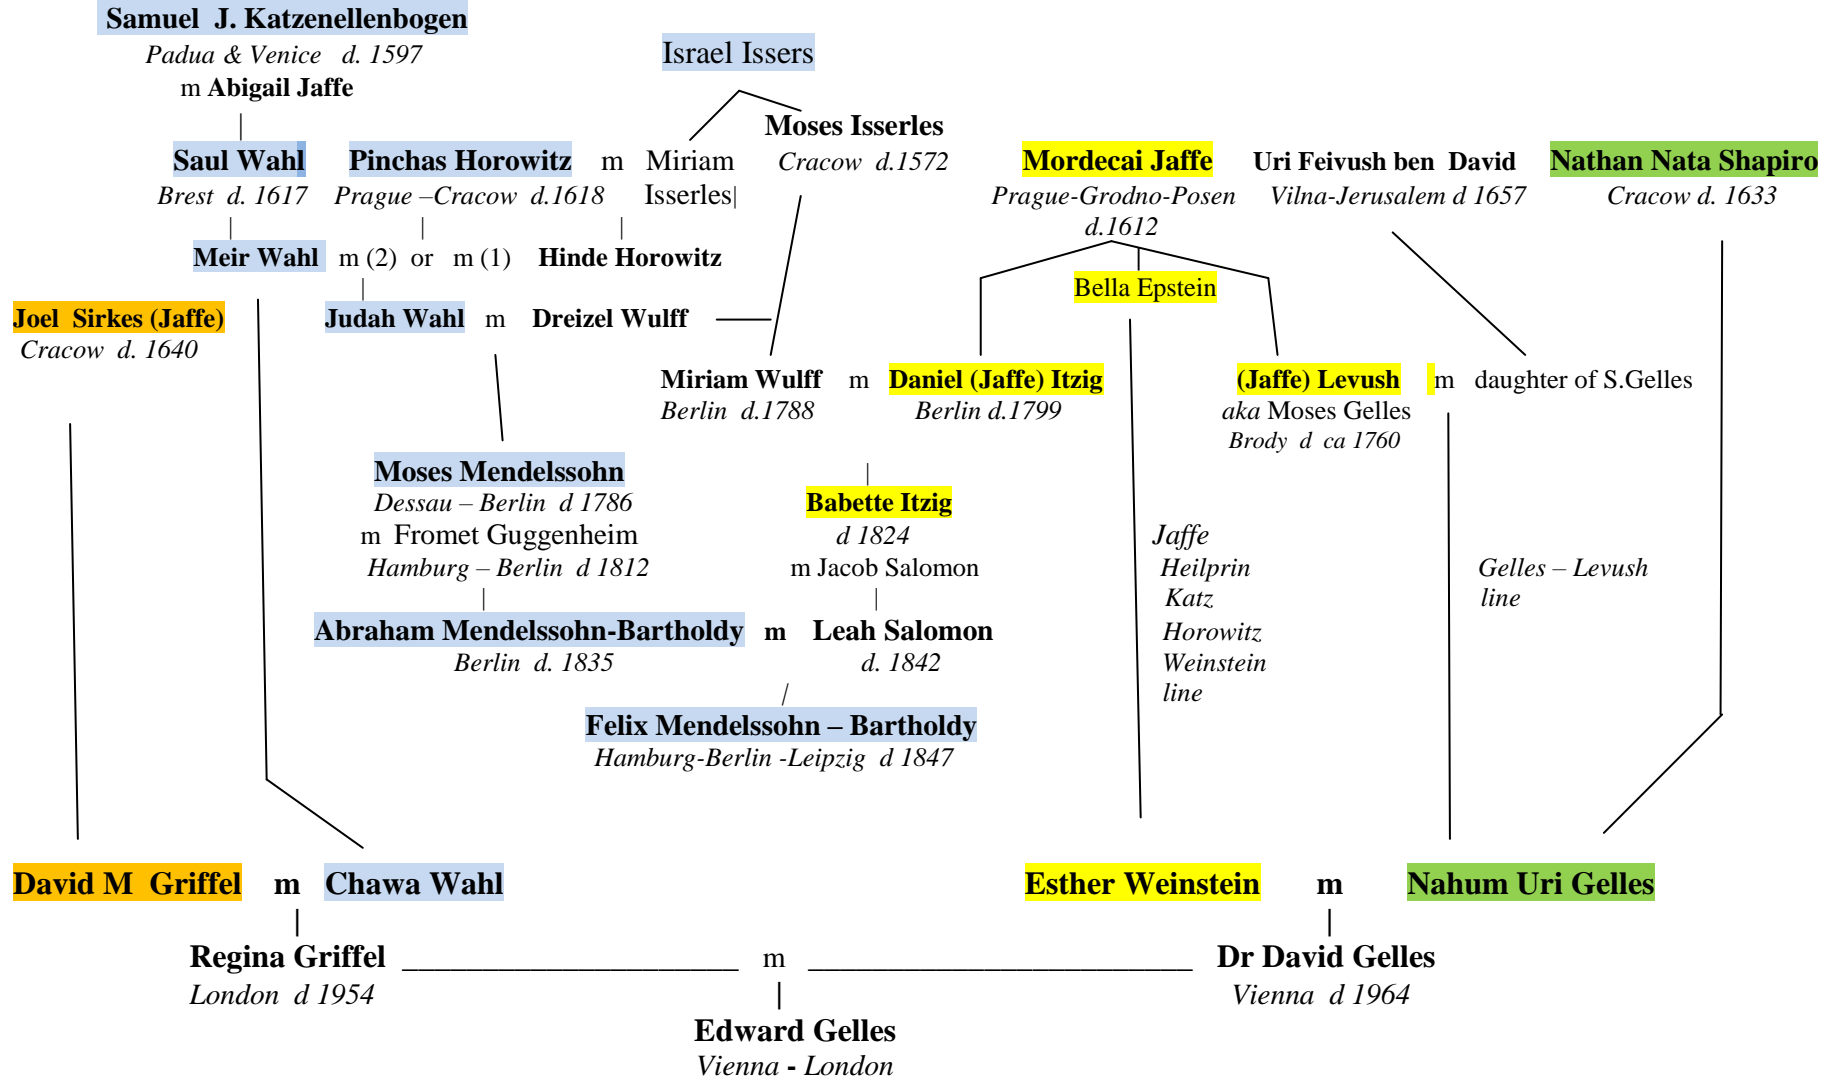 Samuel J. Katzenellenbogen
Padua & Venice d. 1597
m Abigail Jaffe
|
Israel Issers
Moses Isserles
Cracow d.1572
Saul Wahl Pinchas Horowitz m Miriam
Brest d. 1617 Prague –Cracow d.1618 Isserles|
| | |
Meir Wahl m (2) or m (1) Hinde Horowitz
|
Mordecai Jaffe Uri Feivush ben David Nathan Nata Shapiro
Prague-Grodno-Posen Vilna-Jerusalem d 1657 Cracow d. 1633
d.1612
Bella Epstein
Joel Sirkes (Jaffe) Judah Wahl m Dreizel Wulff
Cracow d. 1640
Miriam Wulff m Daniel (Jaffe) Itzig (Jaffe) Levush m daughter of S.Gelles
Berlin d.1788 Berlin d.1799 aka Moses Gelles
Brody d ca 1760
Moses Mendelssohn |
Dessau – Berlin d 1786 Babette Itzig
m Fromet Guggenheim d 1824
Hamburg – Berlin d 1812 m Jacob Salomon
| |
Abraham Mendelssohn-Bartholdy m Leah Salomon
Berlin d. 1835 d. 1842
/
Felix Mendelssohn – Bartholdy
Hamburg-Berlin -Leipzig d 1847
Jaffe
Heilprin
Katz
Horowitz
Weinstein
line
Gelles – Levush
line
David M Griffel m Chawa Wahl Esther Weinstein m Nahum Uri Gelles
| |
Regina Griffel _____________________ m ________________________ Dr David Gelles
London d 1954 | Vienna d 1964
Edward Gelles
Vienna - London